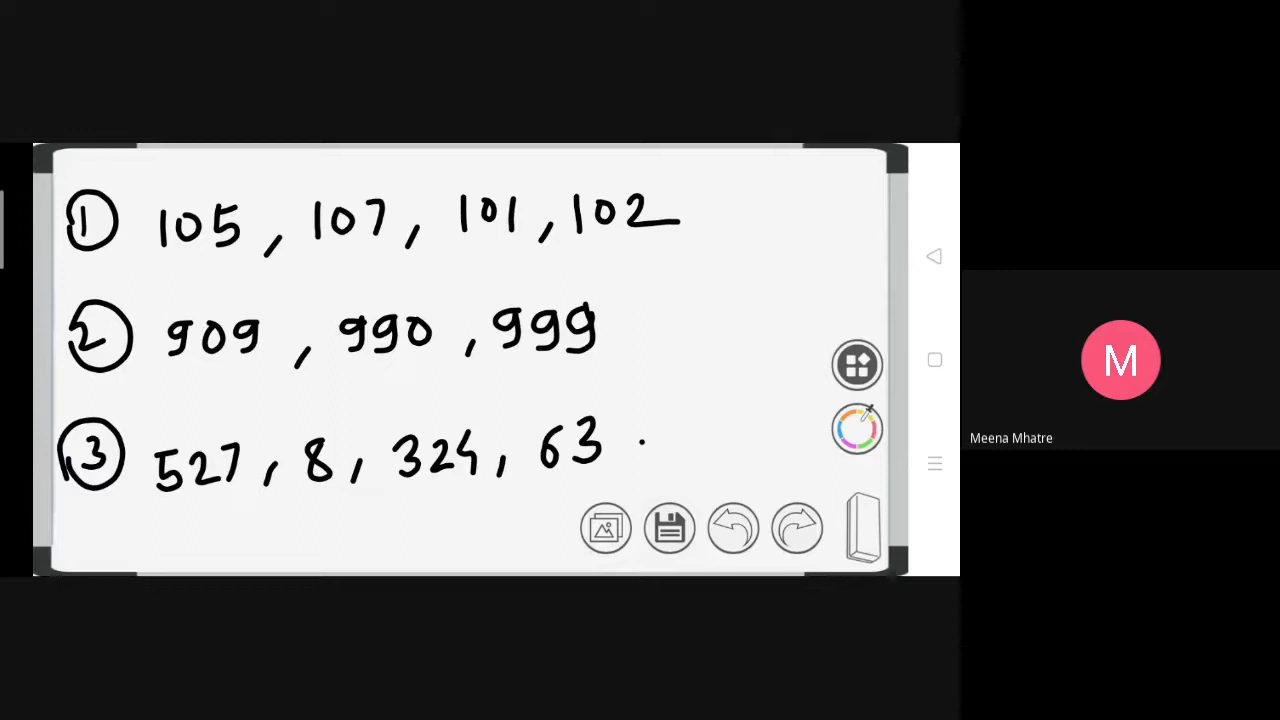 ① 105, 107, 101, 102
② 909, 990, 999
③ 527, 8, 324, 63.
M
Meena Mhatre